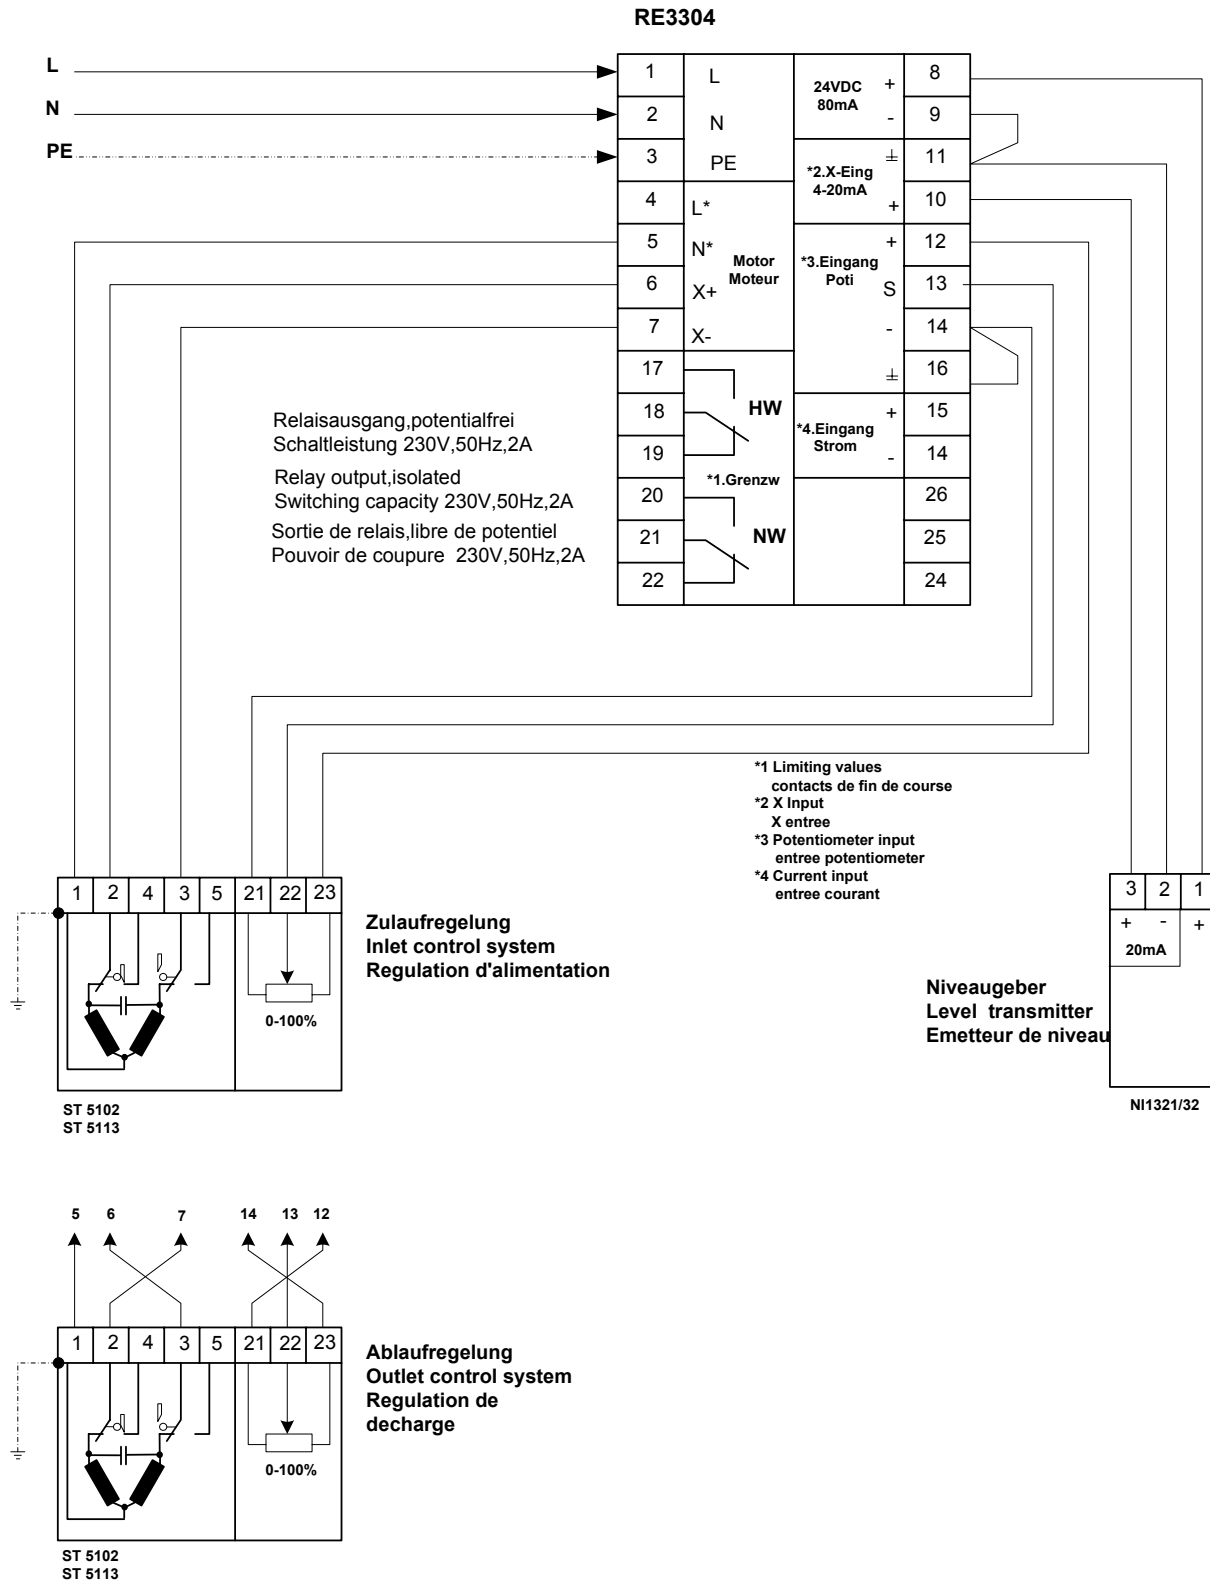 RE3304
L
N
PE
1 L 24VDC + 8
2 N 80mA - 9
3 PE *2.X-Eing ⏚ 11
4 L* 4-20mA + 10
5 N* Motor *3.Eingang + 12
6 X+ Moteur Poti S 13
7 X- - 14
17 ⏚ 16
18 HW *4.Eingang + 15
19 Strom - 14
*1.Grenzw
20 26
21 NW 25
22 24
Relaisausgang,potentialfrei
Schaltleistung 230V,50Hz,2A
Relay output,isolated
Switching capacity 230V,50Hz,2A
Sortie de relais,libre de potentiel
Pouvoir de coupure 230V,50Hz,2A
*1 Limiting values
contacts de fin de course
*2 X Input
X entree
*3 Potentiometer input
entree potentiometer
*4 Current input
entree courant
1 2 4 3 5 21 22 23
0-100%
Zulaufregelung
Inlet control system
Regulation d'alimentation
ST 5102
ST 5113
3 2 1
+ - +
20mA
Niveaugeber
Level transmitter
Emetteur de niveau
NI1321/32
5 6 7 14 13 12
1 2 4 3 5 21 22 23
0-100%
Ablaufregelung
Outlet control system
Regulation de
decharge
ST 5102
ST 5113